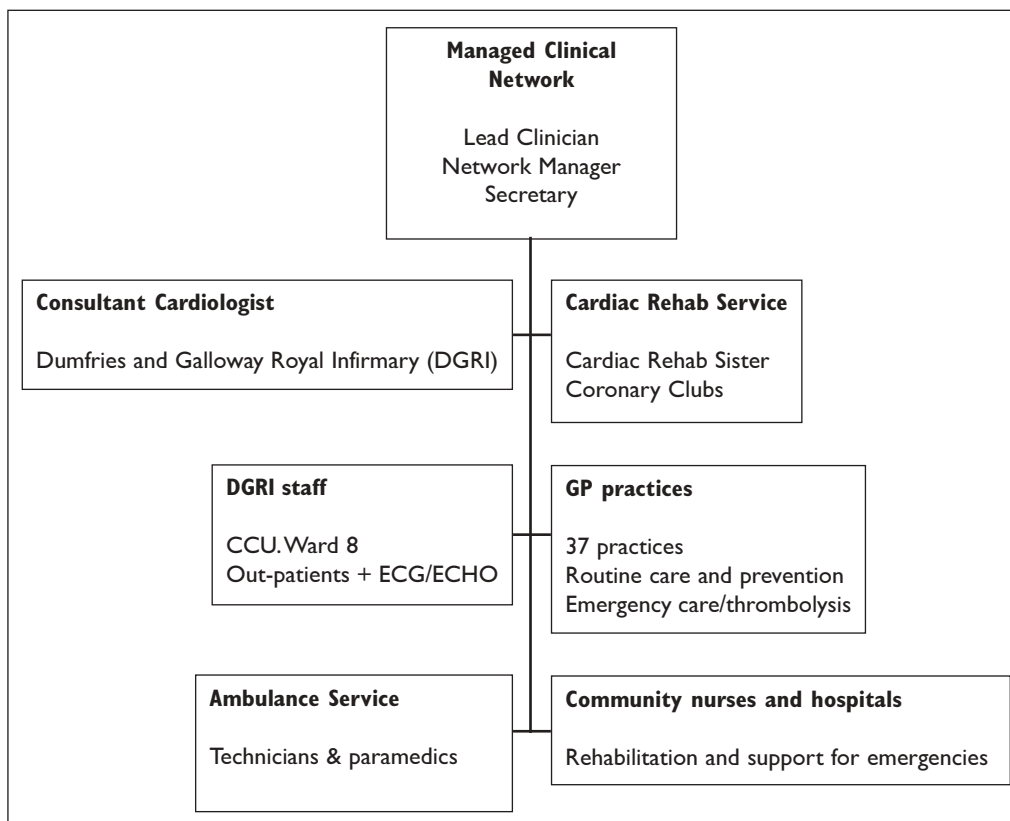 Managed Clinical
Network
Lead Clinician
Network Manager
Secretary
Consultant Cardiologist
Dumfries and Galloway Royal Infirmary (DGRI)
Cardiac Rehab Service
Cardiac Rehab Sister
Coronary Clubs
DGRI staff
CCU. Ward 8
Out-patients + ECG/ECHO
GP practices
37 practices
Routine care and prevention
Emergency care/thrombolysis
Ambulance Service
Technicians & paramedics
Community nurses and hospitals
Rehabilitation and support for emergencies